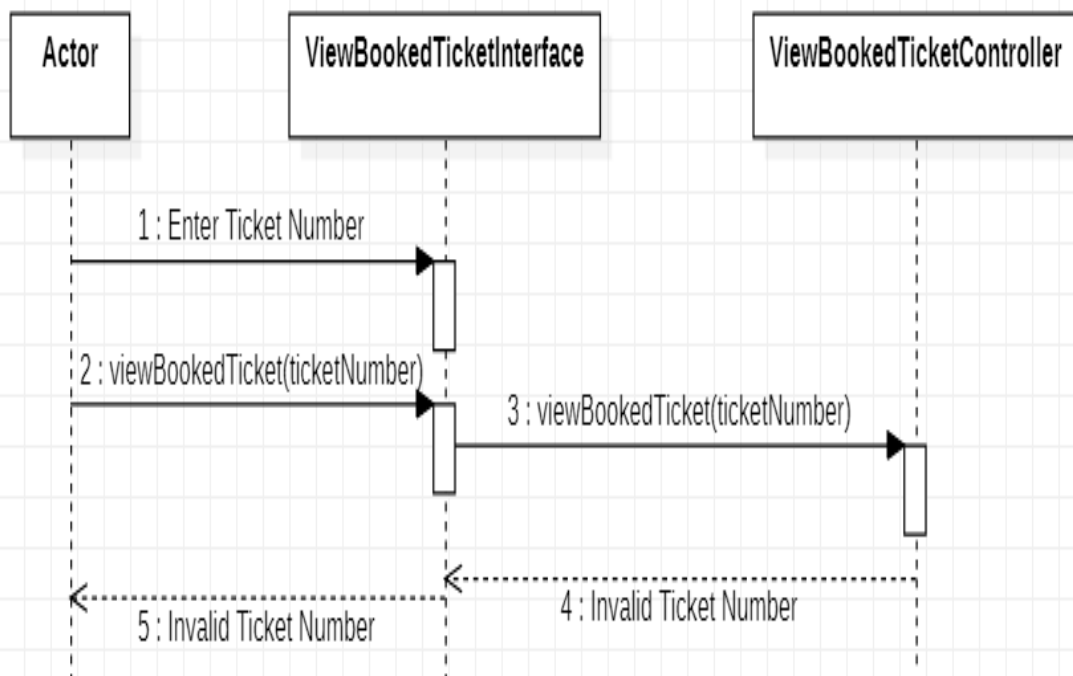 Actor
ViewBookedTicketInterface
ViewBookedTicketController
1 : Enter Ticket Number
2 : viewBookedTicket(ticketNumber)
3 : viewBookedTicket(ticketNumber)
4 : Invalid Ticket Number
5 : Invalid Ticket Number